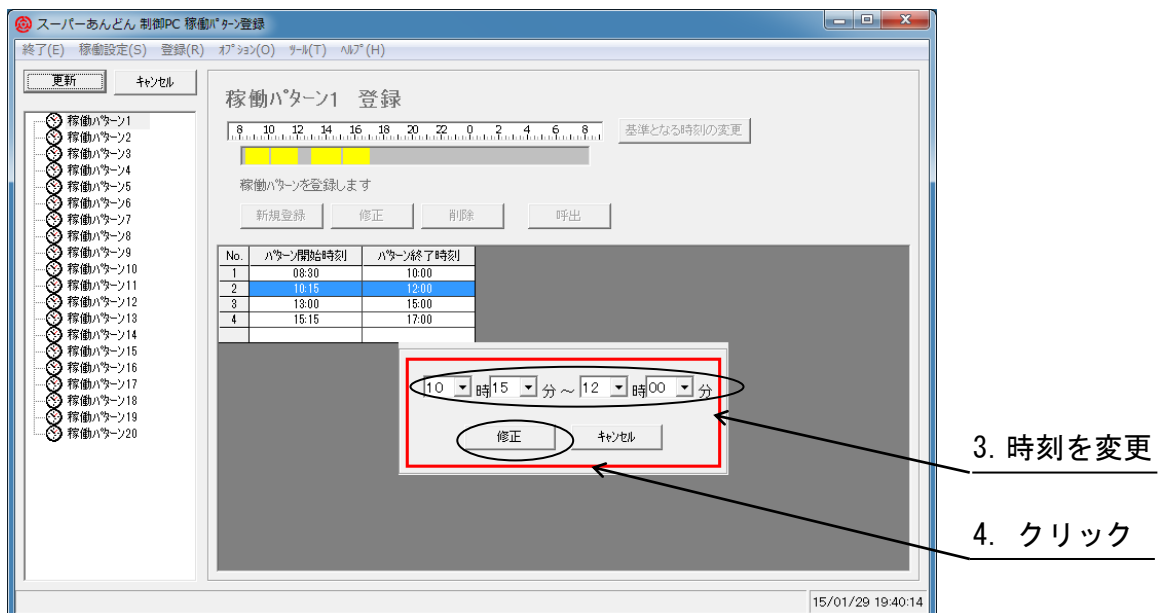 スーパーあんどん 制御PC 稼働ﾊﾟﾀｰﾝ登録
終了(E) 稼働設定(S) 登録(R) ｵﾌﾟｼｮﾝ(O) ﾂｰﾙ(T) ﾍﾙﾌﾟ(H)
更新 ｷｬﾝｾﾙ
稼働ﾊﾟﾀｰﾝ1
稼働ﾊﾟﾀｰﾝ2
稼働ﾊﾟﾀｰﾝ3
稼働ﾊﾟﾀｰﾝ4
稼働ﾊﾟﾀｰﾝ5
稼働ﾊﾟﾀｰﾝ6
稼働ﾊﾟﾀｰﾝ7
稼働ﾊﾟﾀｰﾝ8
稼働ﾊﾟﾀｰﾝ9
稼働ﾊﾟﾀｰﾝ10
稼働ﾊﾟﾀｰﾝ11
稼働ﾊﾟﾀｰﾝ12
稼働ﾊﾟﾀｰﾝ13
稼働ﾊﾟﾀｰﾝ14
稼働ﾊﾟﾀｰﾝ15
稼働ﾊﾟﾀｰﾝ16
稼働ﾊﾟﾀｰﾝ17
稼働ﾊﾟﾀｰﾝ18
稼働ﾊﾟﾀｰﾝ19
稼働ﾊﾟﾀｰﾝ20
稼働ﾊﾟﾀｰﾝ1 登録
8 10 12 14 16 18 20 22 0 2 4 6 8
基準となる時刻の変更
稼働ﾊﾟﾀｰﾝを登録します
新規登録 修正 削除 呼出
No. ﾊﾟﾀｰﾝ開始時刻 ﾊﾟﾀｰﾝ終了時刻
1 08:30 10:00
2 10:15 12:00
3 13:00 15:00
4 15:15 17:00
10 時 15 分 ～ 12 時 00 分
修正 ｷｬﾝｾﾙ
3. 時刻を変更
4. クリック
15/01/29 19:40:14